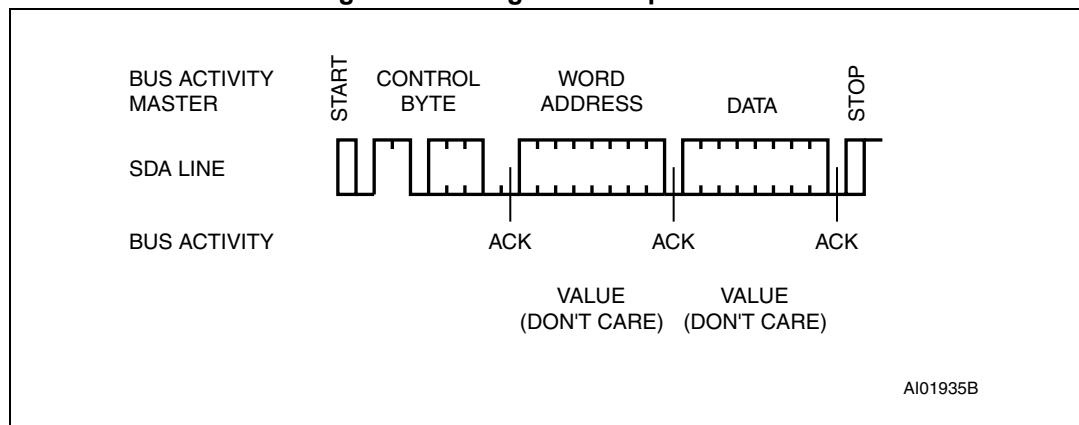 BUS ACTIVITY
MASTER
START
CONTROL
BYTE
WORD
ADDRESS
DATA
STOP
SDA LINE
BUS ACTIVITY
ACK
ACK
ACK
VALUE
(DON'T CARE)
VALUE
(DON'T CARE)
AI01935B